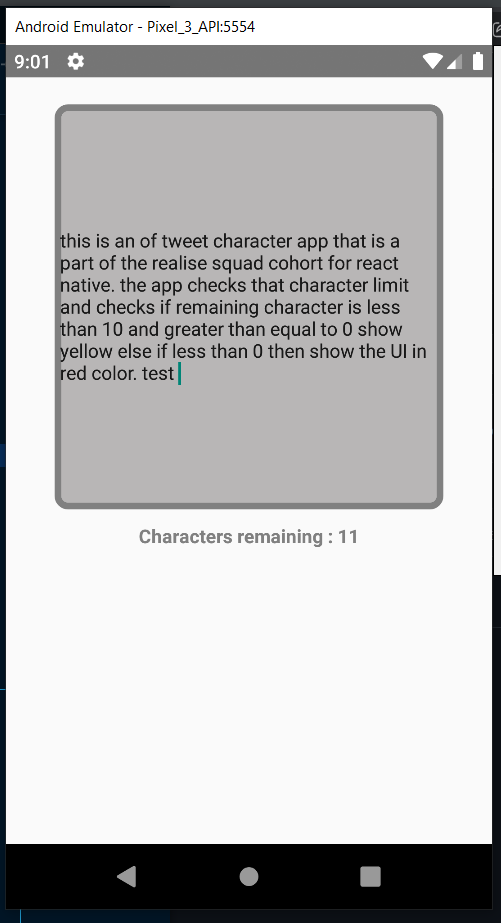 Android Emulator - Pixel_3_API:5554
9:01
this is an of tweet character app that is a
part of the realise squad cohort for react
native. the app checks that character limit
and checks if remaining character is less
than 10 and greater than equal to 0 show
yellow else if less than 0 then show the UI in
red color. test
Characters remaining : 11